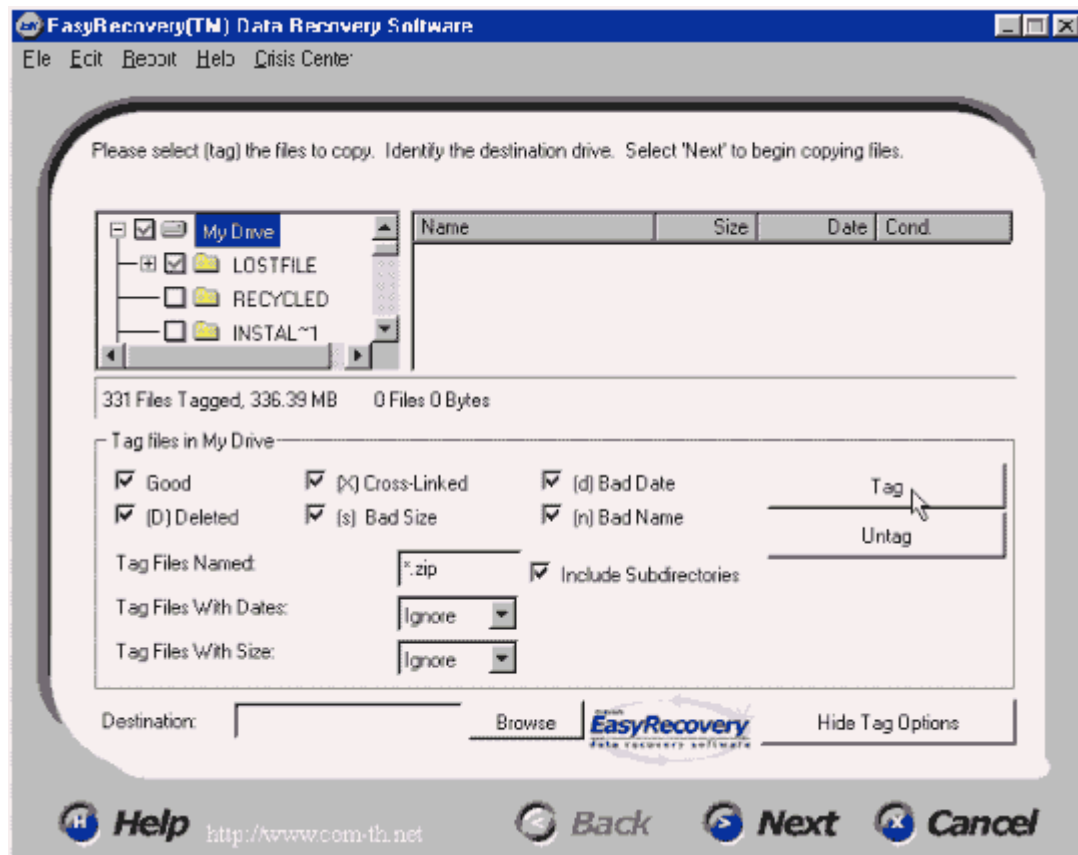 EasyRecovery(TM) Data Recovery Software
File Edit Report Help Crisis Center
Please select (tag) the files to copy. Identify the destination drive. Select 'Next' to begin copying files.
My Drive
LOSTFILE
RECYCLED
INSTAL~1
Name Size Date Cond.
331 Files Tagged, 336.39 MB 0 Files 0 Bytes
Tag files in My Drive
Good (X) Cross-Linked (d) Bad Date
Tag
(D) Deleted (s) Bad Size (n) Bad Name
Untag
Tag Files Named: *.zip Include Subdirectories
Tag Files With Dates: Ignore
Tag Files With Size: Ignore
Destination: Browse
EasyRecovery
data recovery software
Hide Tag Options
Help http://www.com-th.net Back Next Cancel